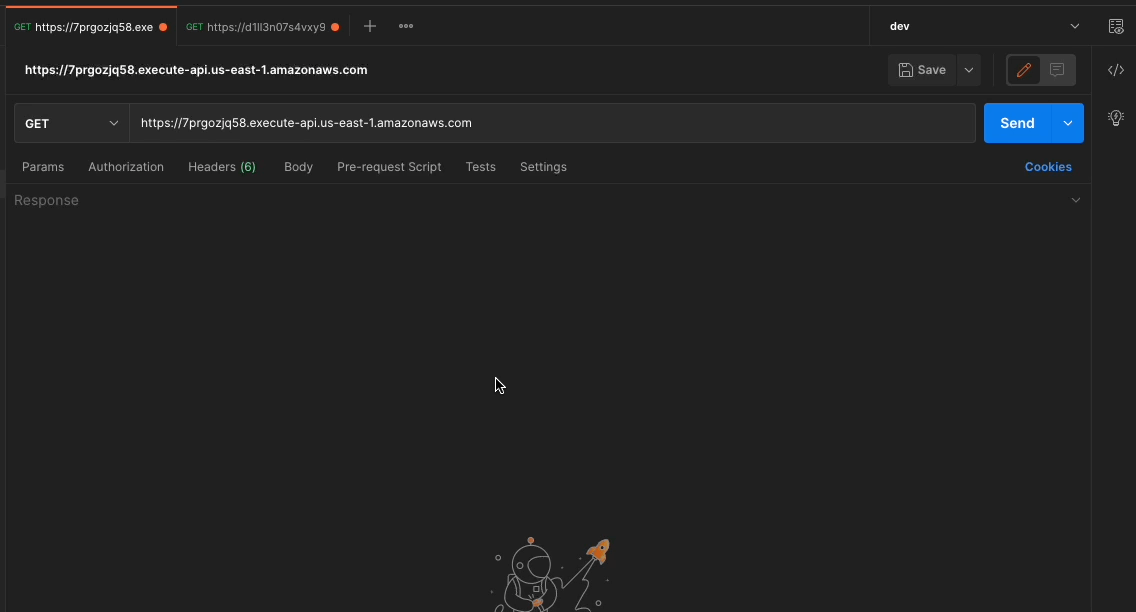 GET https://7prgozjq58.exe GET https://d1ll3n07s4vxy9 dev
https://7prgozjq58.execute-api.us-east-1.amazonaws.com Save
GET https://7prgozjq58.execute-api.us-east-1.amazonaws.com Send
Params Authorization Headers (6) Body Pre-request Script Tests Settings Cookies
Response